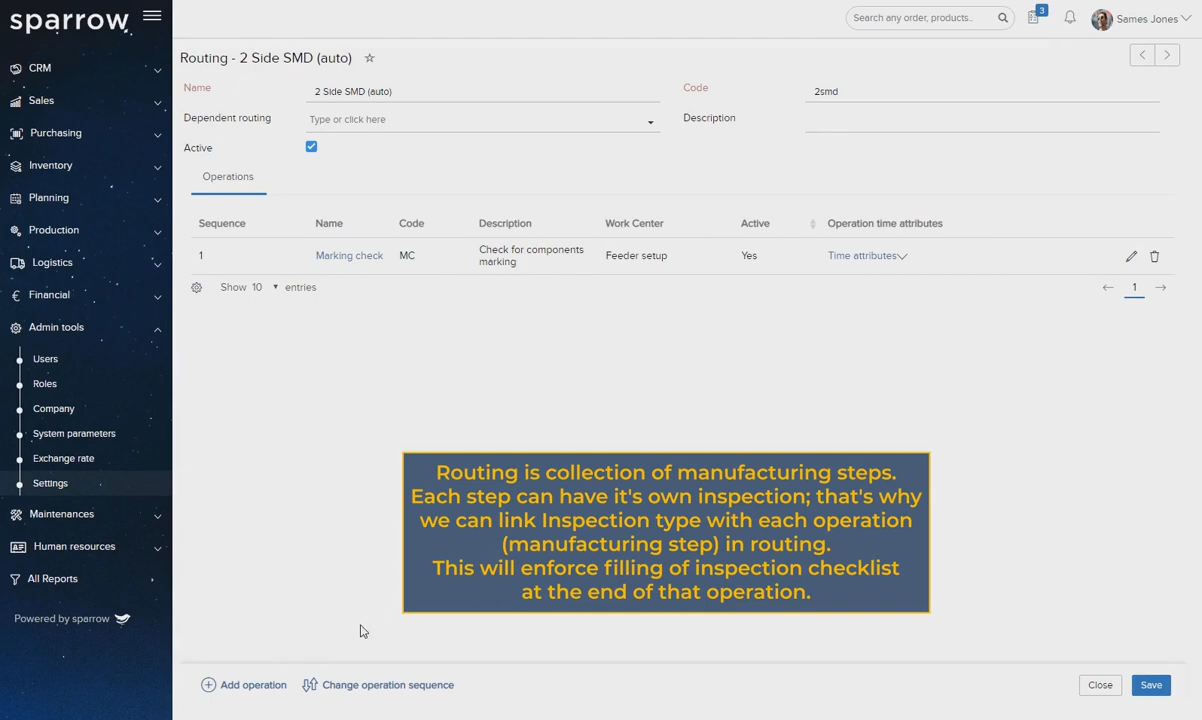 sparrow
Search any order, products..
3
Sames Jones
CRM
Sales
Purchasing
Inventory
Planning
Production
Logistics
Financial
Admin tools
Users
Roles
Company
System parameters
Exchange rate
Settings
Maintenances
Human resources
All Reports
Powered by sparrow
Routing - 2 Side SMD (auto)
Name 2 Side SMD (auto) Code 2smd
Dependent routing Type or click here Description
Active
Operations
Sequence Name Code Description Work Center Active Operation time attributes
1 Marking check MC Check for components marking Feeder setup Yes Time attributes
Show 10 entries 1
Routing is collection of manufacturing steps.
Each step can have it's own inspection; that's why
we can link Inspection type with each operation
(manufacturing step) in routing.
This will enforce filling of inspection checklist
at the end of that operation.
Add operation Change operation sequence Close Save